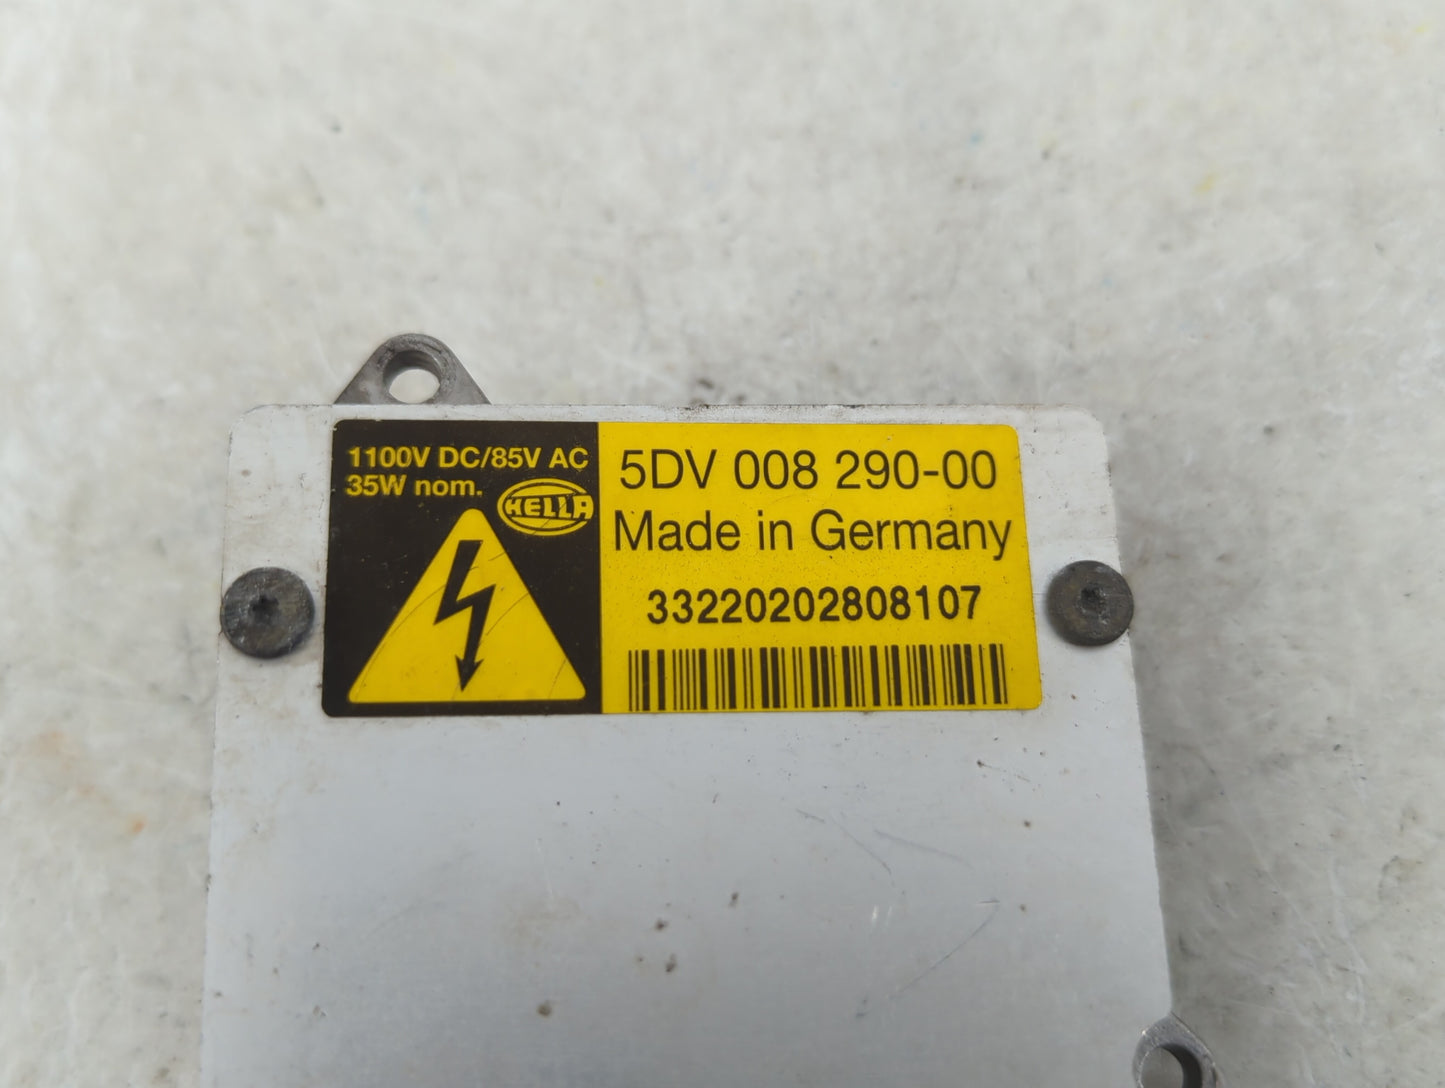 1100V DC/85V AC
35W nom.
HELLA
5DV 008 290-00
Made in Germany
33220202808107